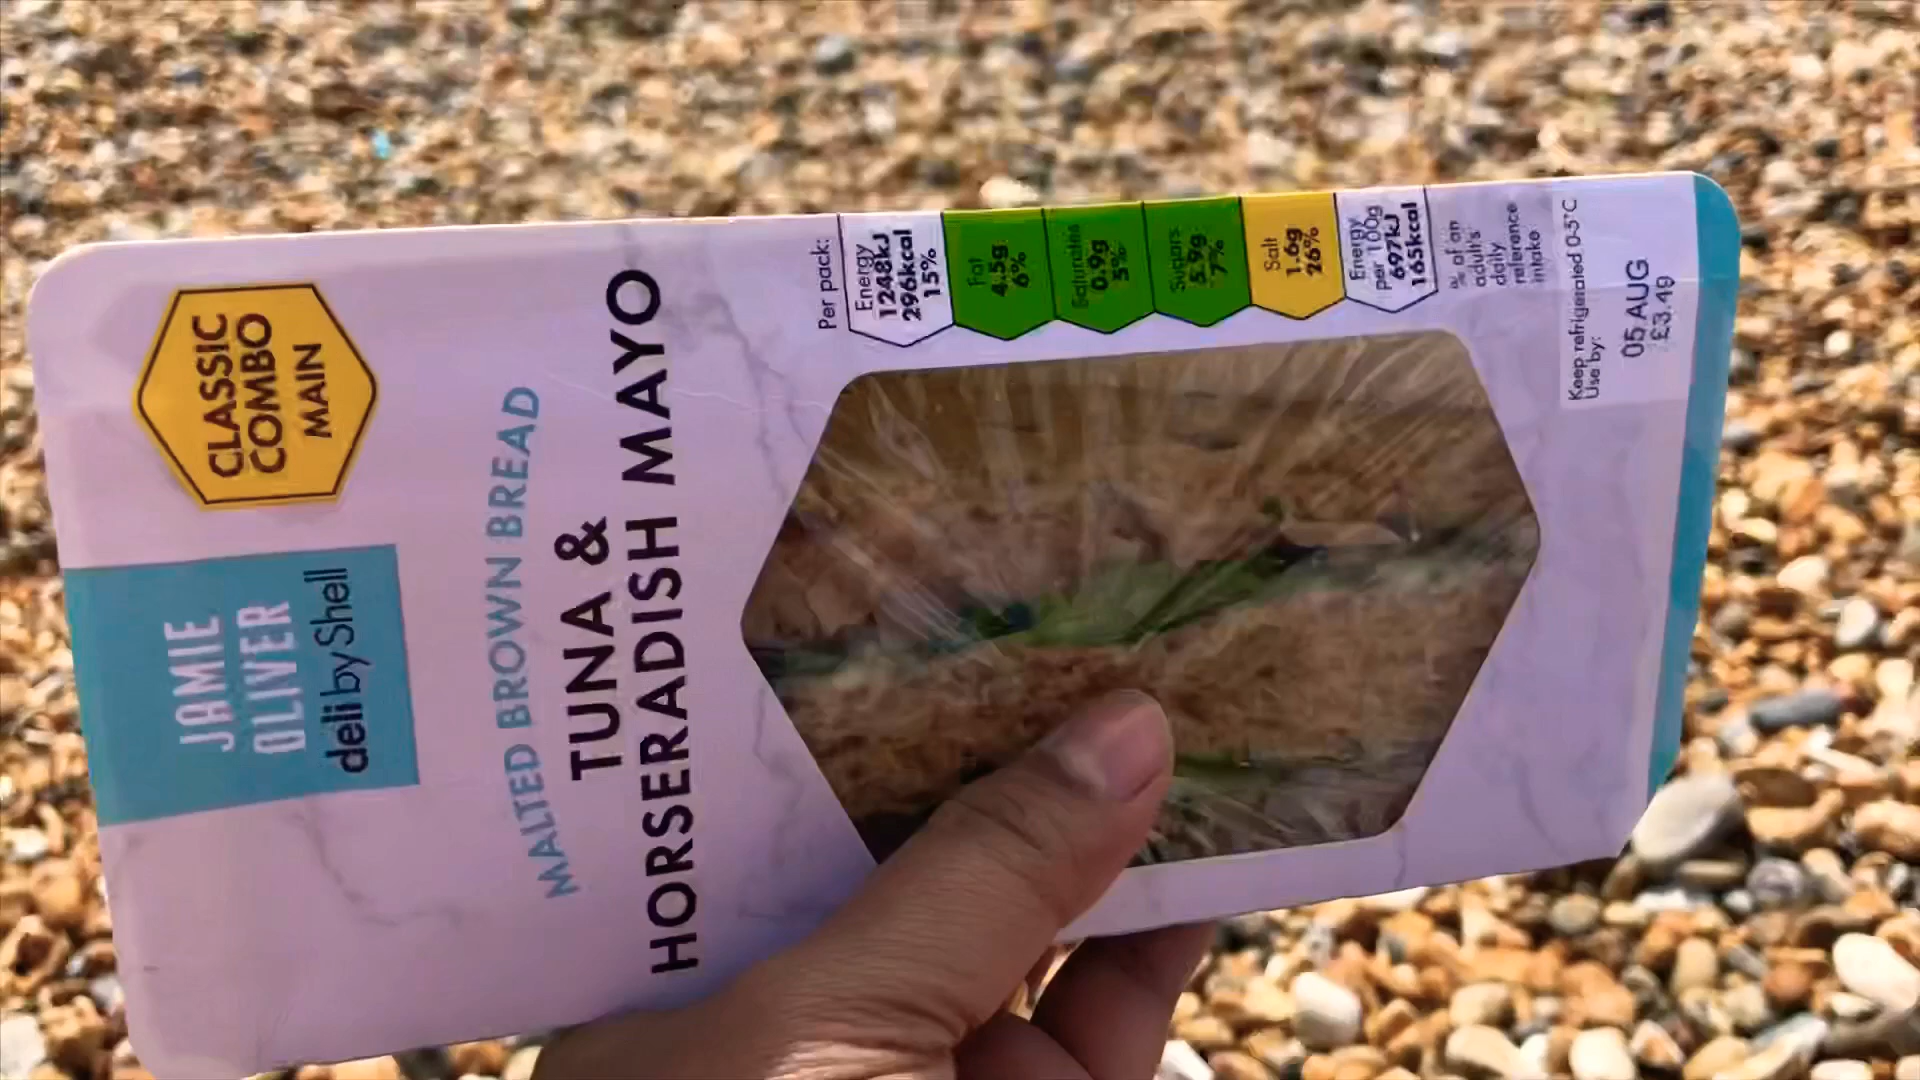 CLASSIC
COMBO
MAIN
JAMIE
OLIVER
deli by Shell
MALTED BROWN BREAD
TUNA &
HORSERADISH MAYO
Per pack:
Energy
1248kJ
296kcal
15%
Fat
4.5g
6%
Saturates
0.9g
5%
Sugars
5.9g
7%
Salt
1.6g
26%
Energy
per 100g
697kJ
165kcal
% of an
adult's
daily
reference
intake
Keep refrigerated 0-5°C
Use by:
05 AUG
£3.49